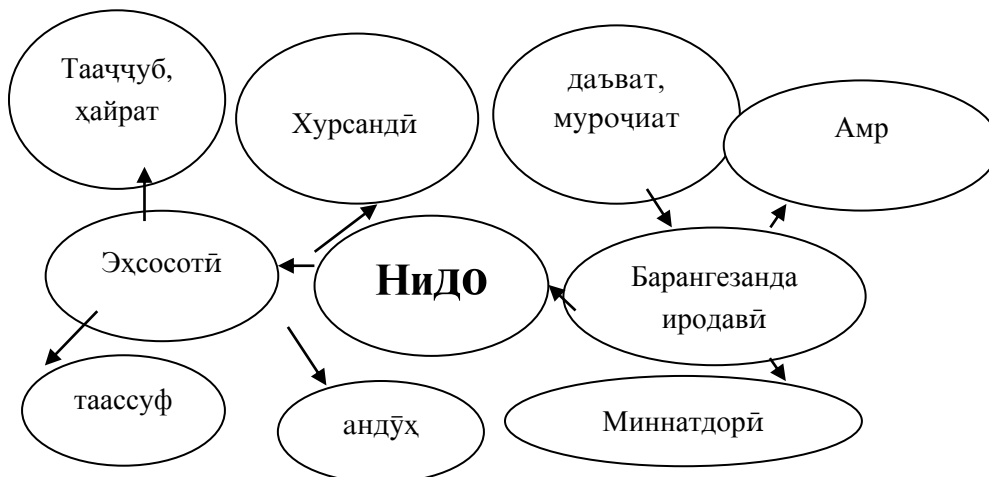 Тааҷҷуб,
ҳайрат
Хурсандӣ
даъват,
муроҷиат
Амр
Эҳсосотӣ
Нидо
Барангезанда
иродавӣ
таассуф
андӯҳ
Миннатдорӣ